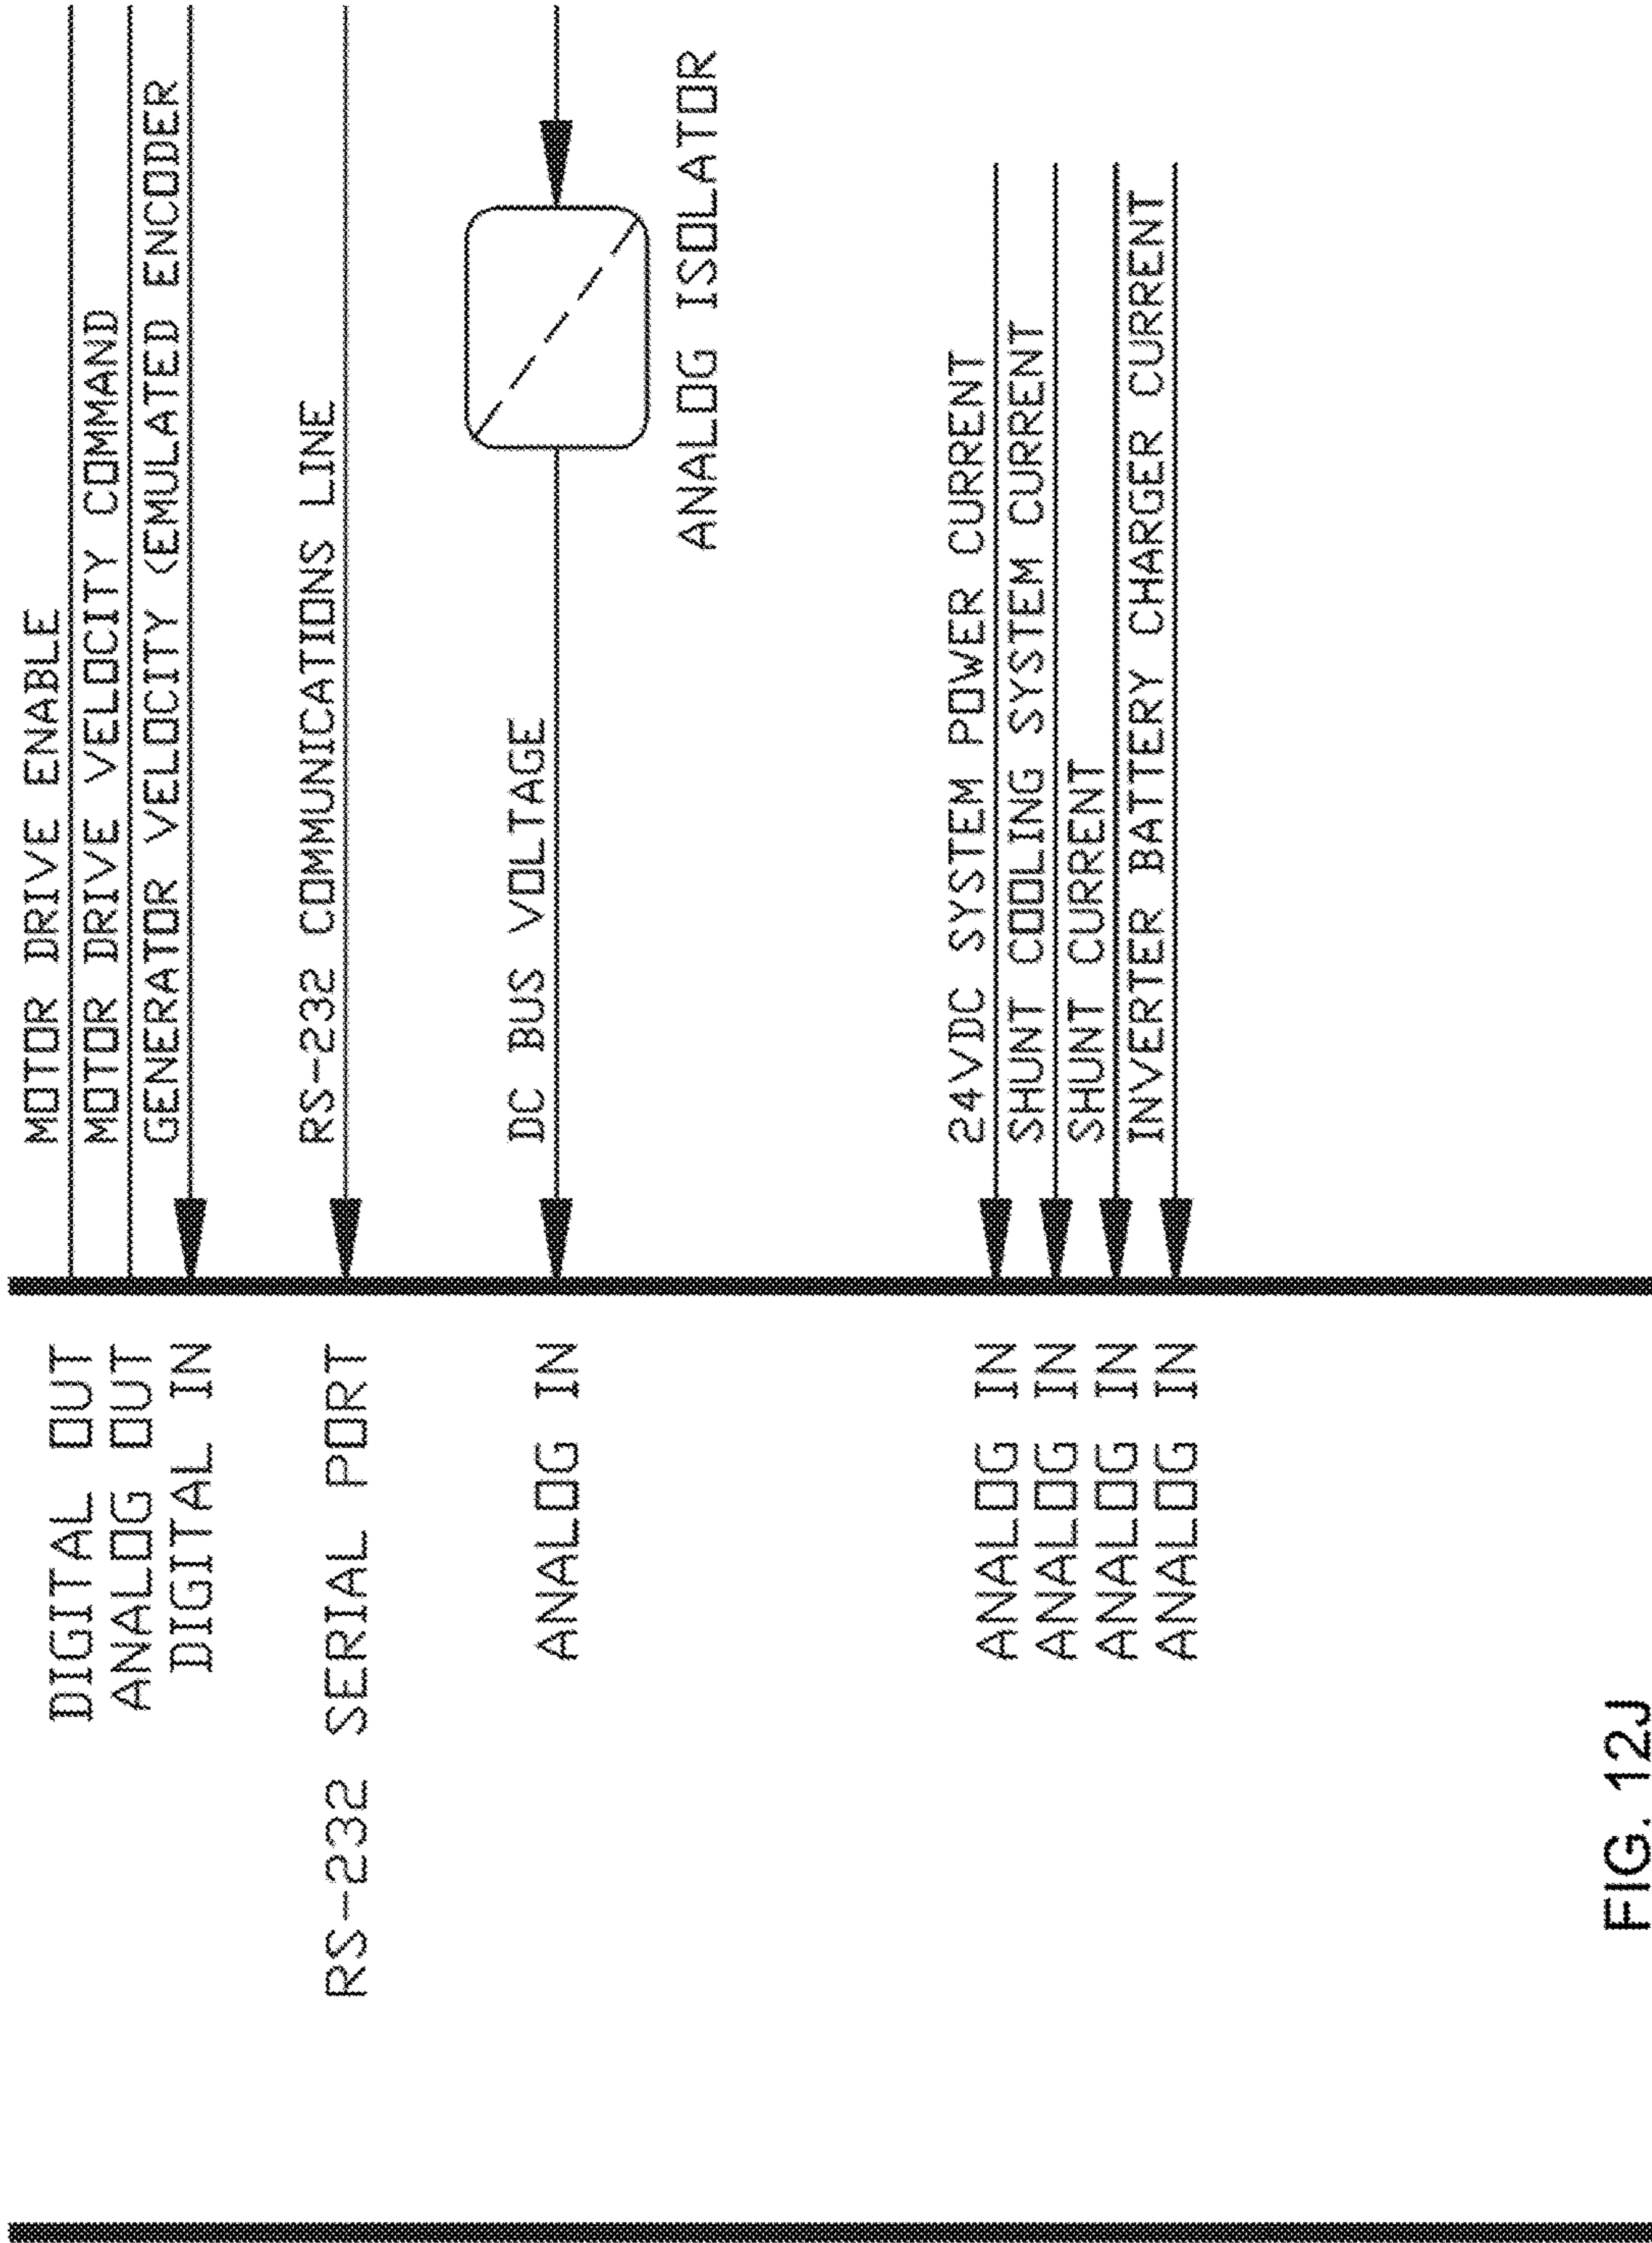 DIGITAL OUT
MOTOR DRIVE ENABLE
ANALOG OUT
MOTOR DRIVE VELOCITY COMMAND
DIGITAL IN
GENERATOR VELOCITY (EMULATED ENCODER
RS-232 SERIAL PORT
RS-232 COMMUNICATIONS LINE
ANALOG IN
DC BUS VOLTAGE
ANALOG ISOLATOR
ANALOG IN
24VDC SYSTEM POWER CURRENT
ANALOG IN
SHUNT COOLING SYSTEM CURRENT
ANALOG IN
SHUNT CURRENT
ANALOG IN
INVERTER BATTERY CHARGER CURRENT
FIG. 12J